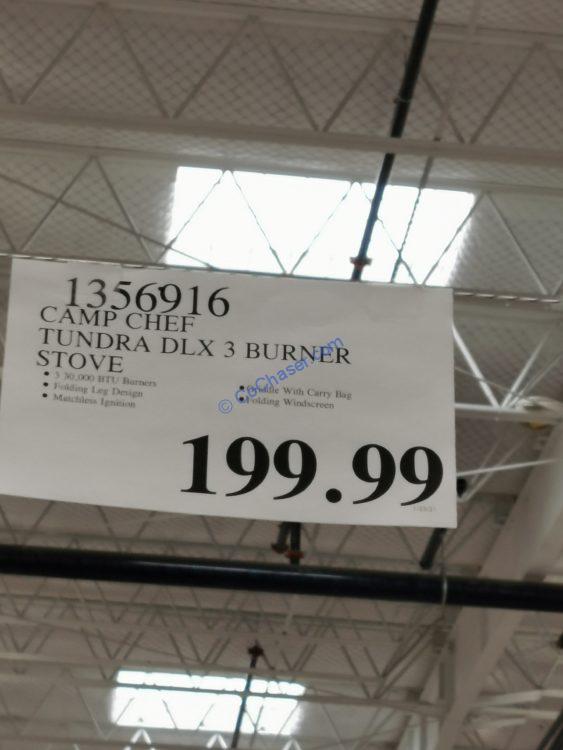 1356916
CAMP CHEF
TUNDRA DLX 3 BURNER
STOVE
• 3 30,000 BTU Burners
• Folding Leg Design
• Matchless Ignition
• With Carry Bag
• Folding Windscreen
© CoChaser.com
199.99